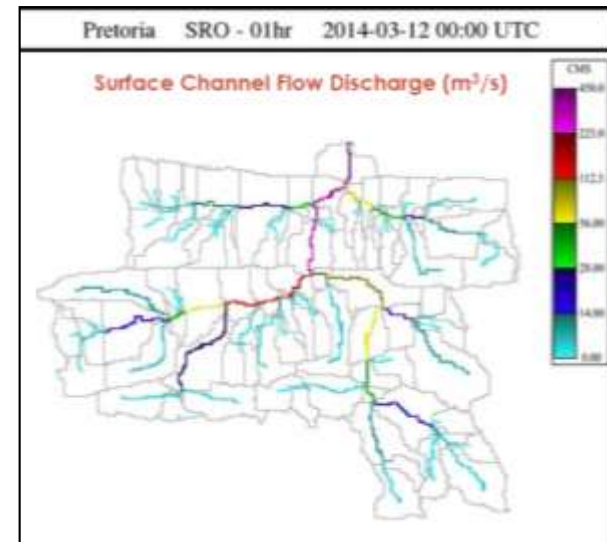 Pretoria SRO - 01hr 2014-03-12 00:00 UTC
CMS
Surface Channel Flow Discharge (m³/s)
450.0
225.0
112.5
56.00
28.00
14.00
0.00